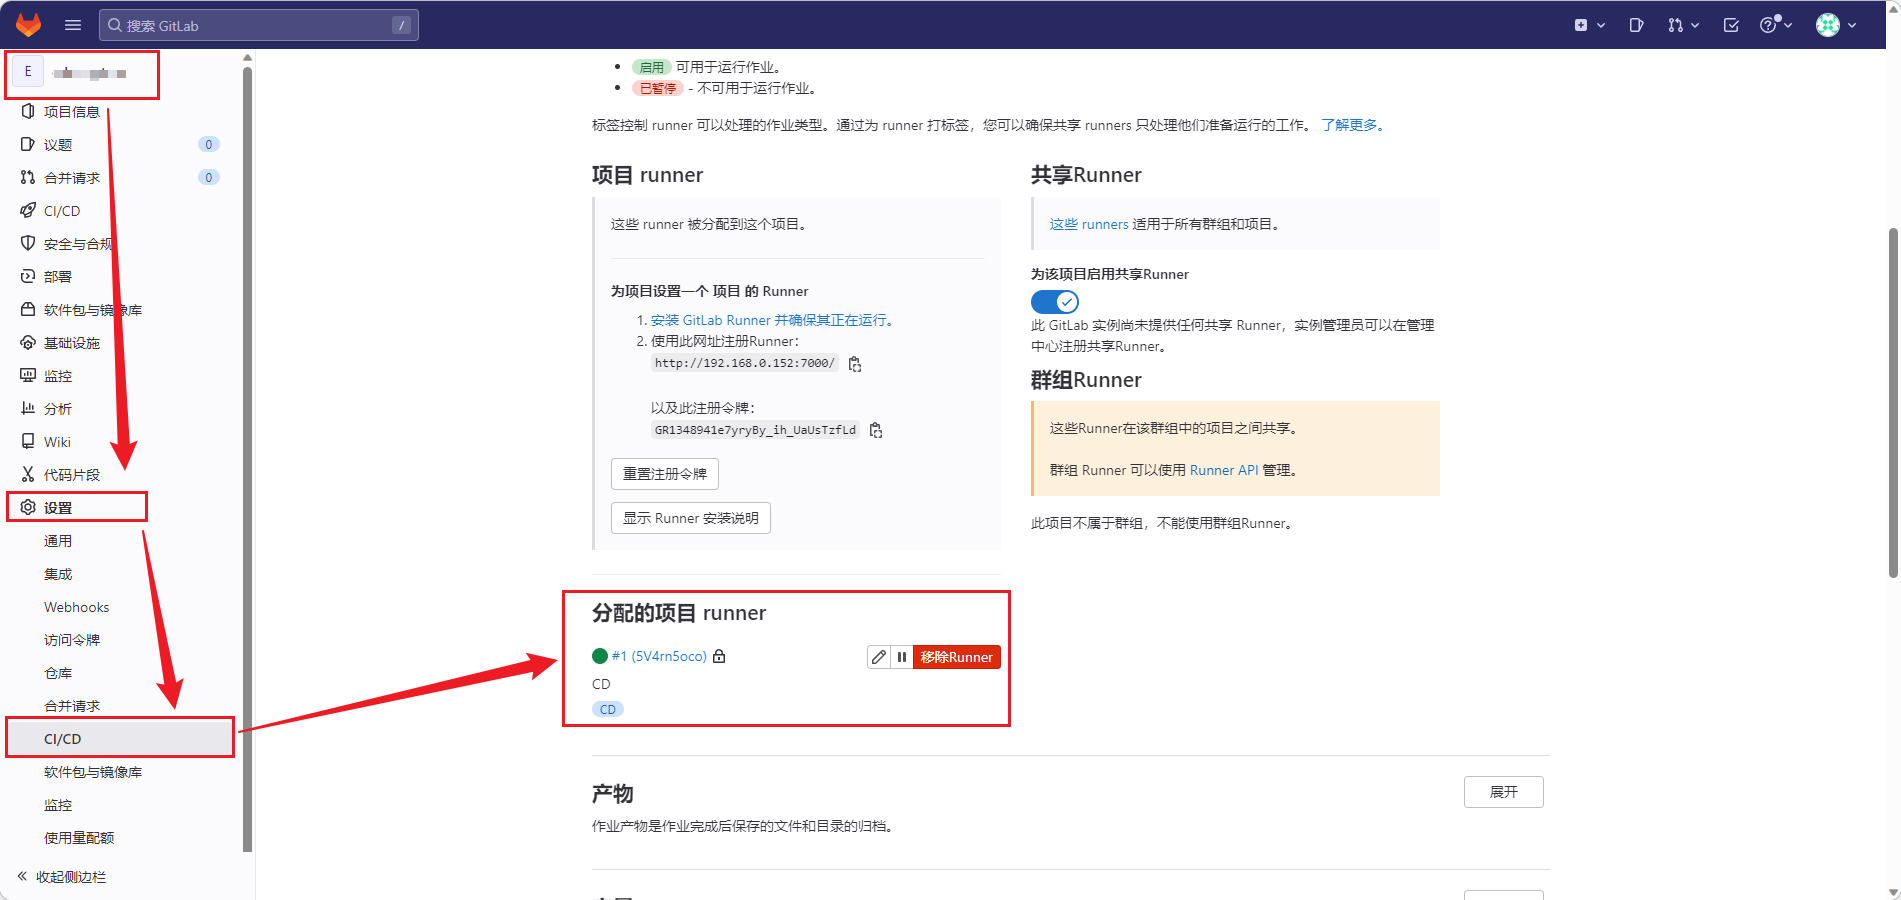 搜索 GitLab
/
E
项目信息
议题
0
合并请求
0
CI/CD
安全与合规
部署
软件包与镜像库
基础设施
监控
分析
Wiki
代码片段
设置
通用
集成
Webhooks
访问令牌
仓库
合并请求
CI/CD
软件包与镜像库
监控
使用量配额
收起侧边栏
启用 可用于运行作业。
已暂停 - 不可用于运行作业。
标签控制 runner 可以处理的作业类型。通过为 runner 打标签，您可以确保共享 runners 只处理他们准备运行的工作。 了解更多。
项目 runner
这些 runner 被分配到这个项目。
为项目设置一个 项目 的 Runner
1. 安装 GitLab Runner 并确保其正在运行。
2. 使用此网址注册Runner：
http://192.168.0.152:7000/
以及此注册令牌：
GR1348941e7yryBy_ih_UaUsTzfLd
重置注册令牌
显示 Runner 安装说明
共享Runner
这些 runners 适用于所有群组和项目。
为该项目启用共享Runner
此 GitLab 实例尚未提供任何共享 Runner，实例管理员可以在管理
中心注册共享Runner。
群组Runner
这些Runner在该群组中的项目之间共享。
群组 Runner 可以使用 Runner API 管理。
此项目不属于群组，不能使用群组Runner。
分配的项目 runner
#1 (5V4rn5oco)
移除Runner
CD
CD
产物
展开
作业产物是作业完成后保存的文件和目录的归档。